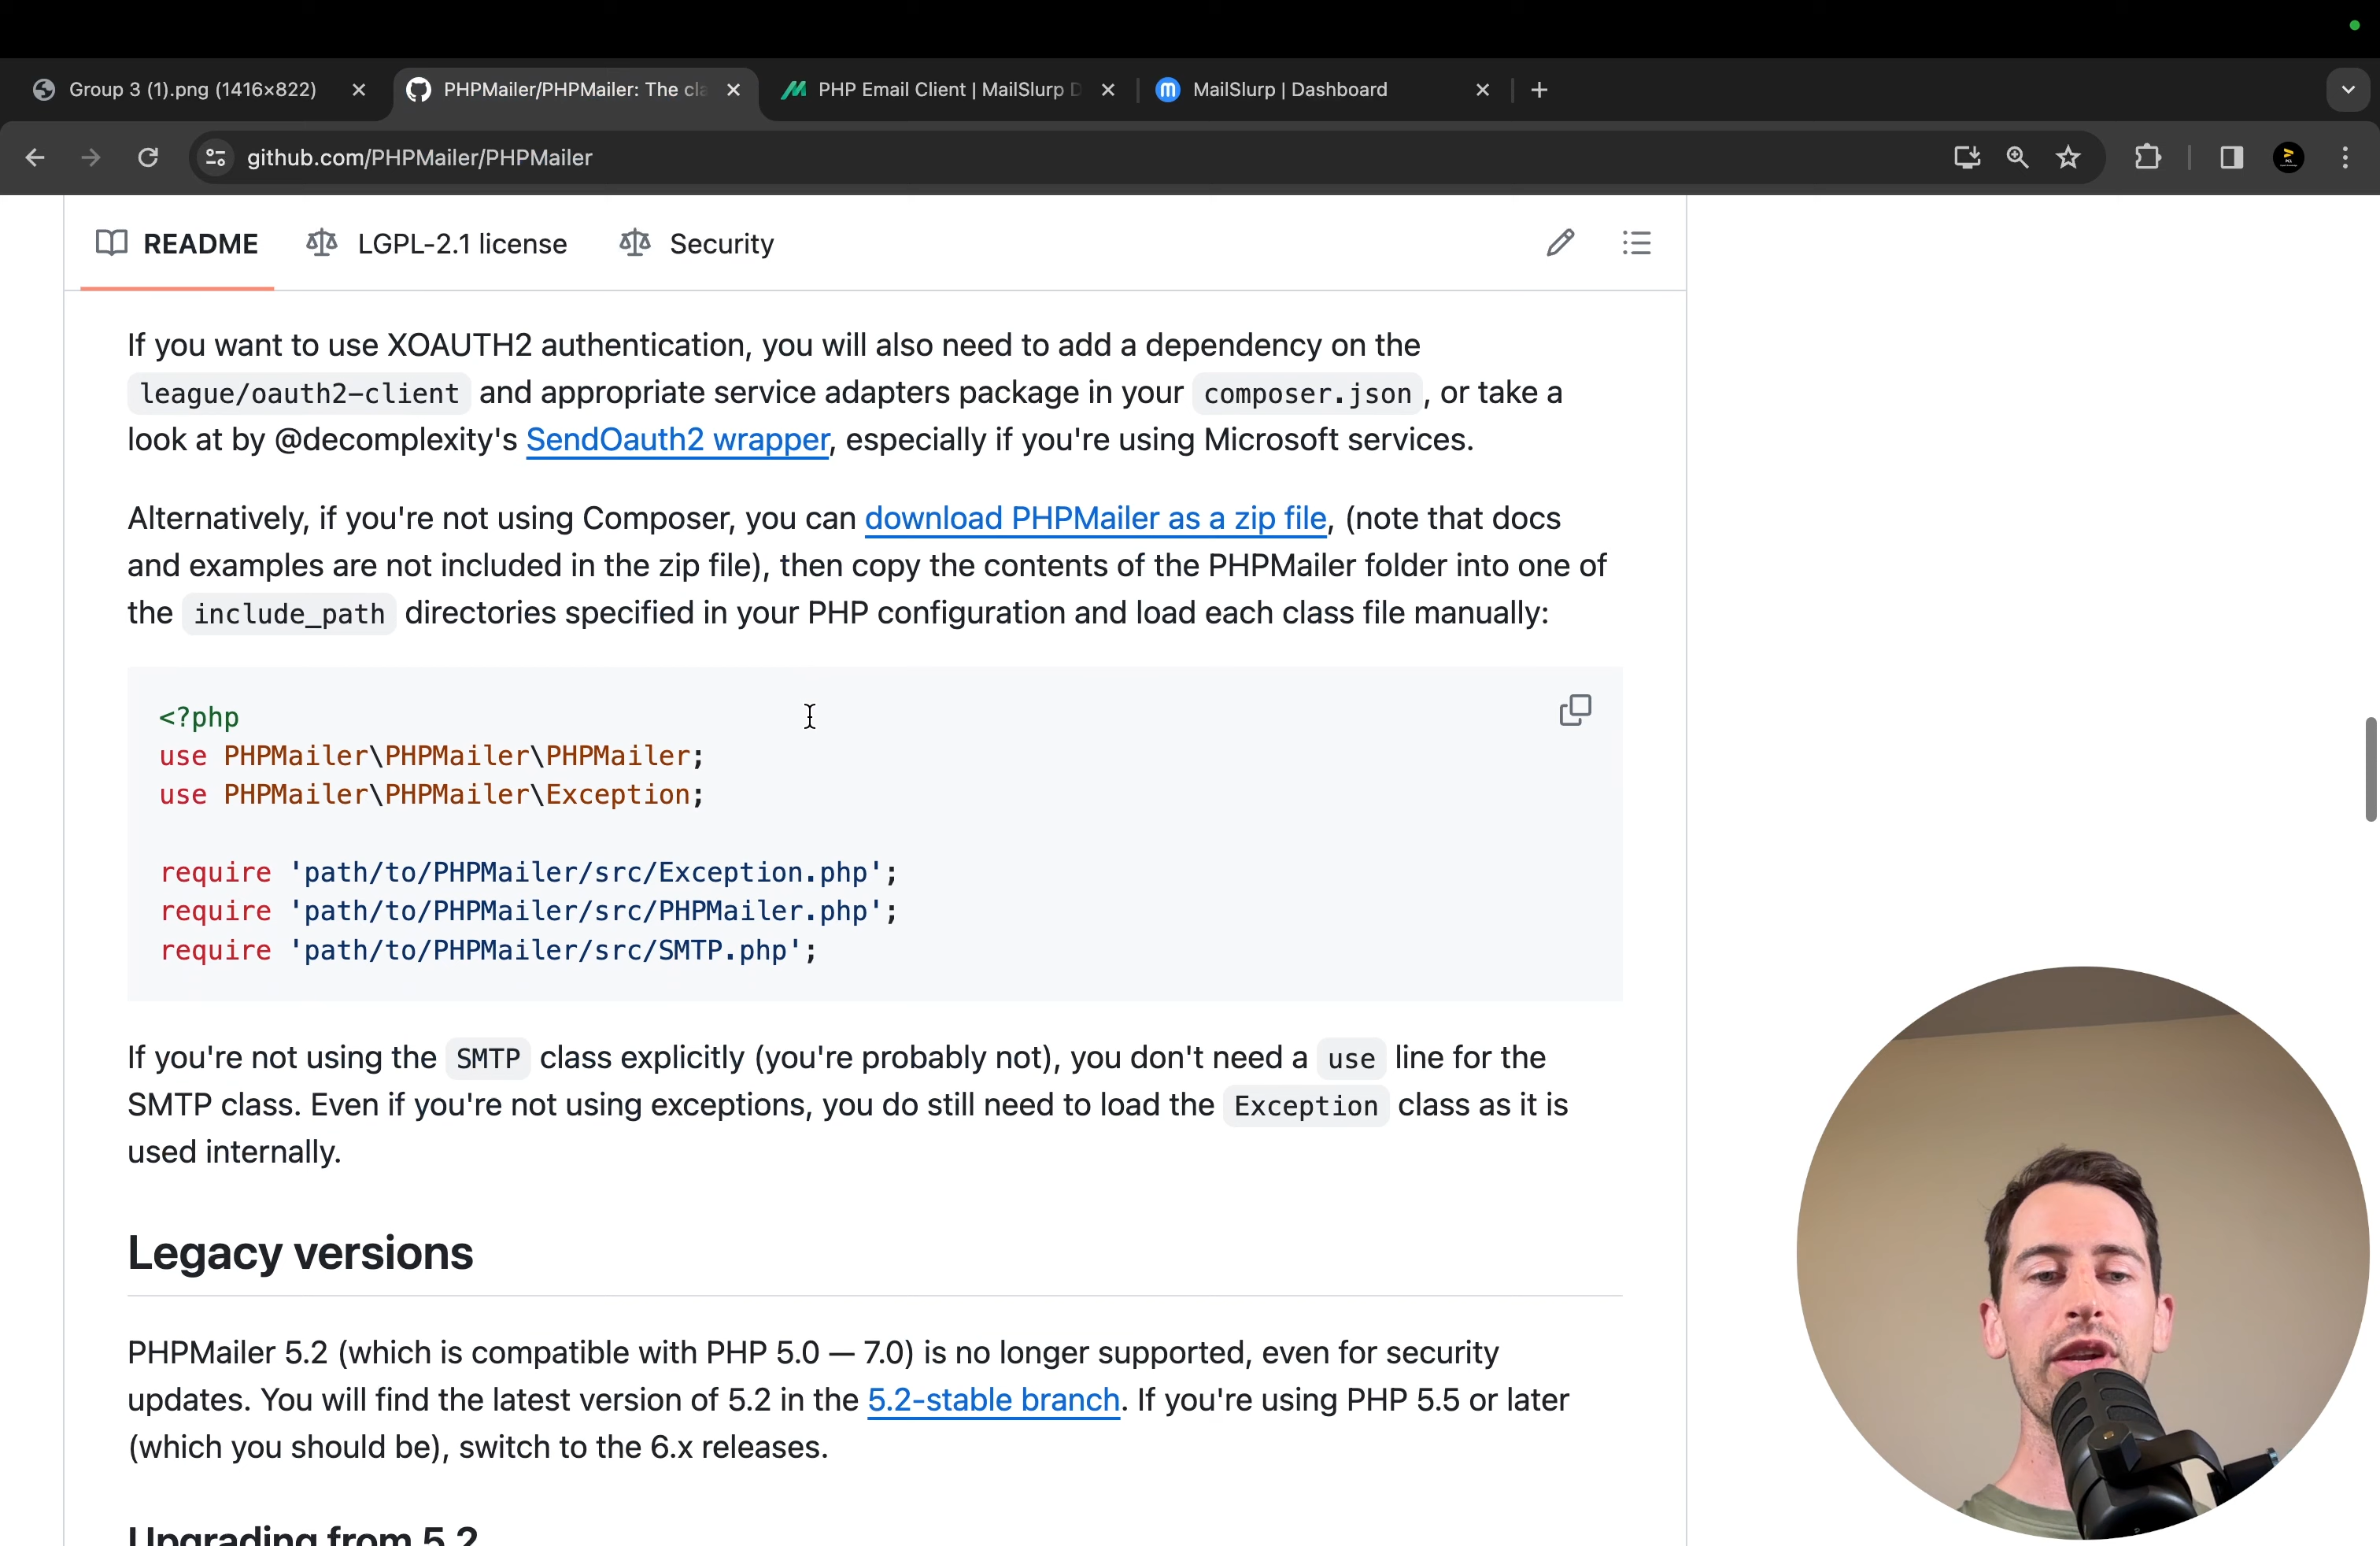 Group 3 (1).png (1416×822)
PHPMailer/PHPMailer: The cla
PHP Email Client | MailSlurp D
MailSlurp | Dashboard
github.com/PHPMailer/PHPMailer
README
LGPL-2.1 license
Security
If you want to use XOAUTH2 authentication, you will also need to add a dependency on the
league/oauth2-client and appropriate service adapters package in your composer.json , or take a
look at by @decomplexity's SendOauth2 wrapper, especially if you're using Microsoft services.
Alternatively, if you're not using Composer, you can download PHPMailer as a zip file, (note that docs
and examples are not included in the zip file), then copy the contents of the PHPMailer folder into one of
the include_path directories specified in your PHP configuration and load each class file manually:
<?php
use PHPMailer\PHPMailer\PHPMailer;
use PHPMailer\PHPMailer\Exception;
require 'path/to/PHPMailer/src/Exception.php';
require 'path/to/PHPMailer/src/PHPMailer.php';
require 'path/to/PHPMailer/src/SMTP.php';
If you're not using the SMTP class explicitly (you're probably not), you don't need a use line for the
SMTP class. Even if you're not using exceptions, you do still need to load the Exception class as it is
used internally.
Legacy versions
PHPMailer 5.2 (which is compatible with PHP 5.0 — 7.0) is no longer supported, even for security
updates. You will find the latest version of 5.2 in the 5.2-stable branch. If you're using PHP 5.5 or later
(which you should be), switch to the 6.x releases.
Upgrading from 5.2